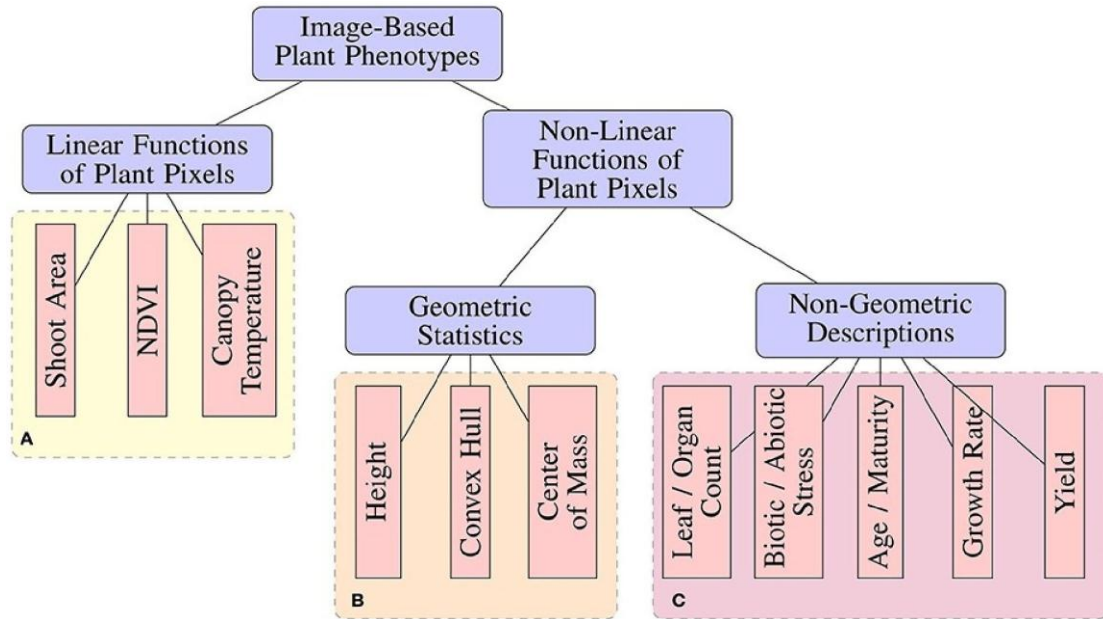 Image-Based
Plant Phenotypes
Linear Functions
of Plant Pixels
Non-Linear
Functions of
Plant Pixels
Shoot Area
NDVI
Canopy
Temperature
A
Geometric
Statistics
Non-Geometric
Descriptions
Height
Convex Hull
Center
of Mass
B
Leaf / Organ
Count
Biotic / Abiotic
Stress
Age / Maturity
Growth Rate
Yield
C